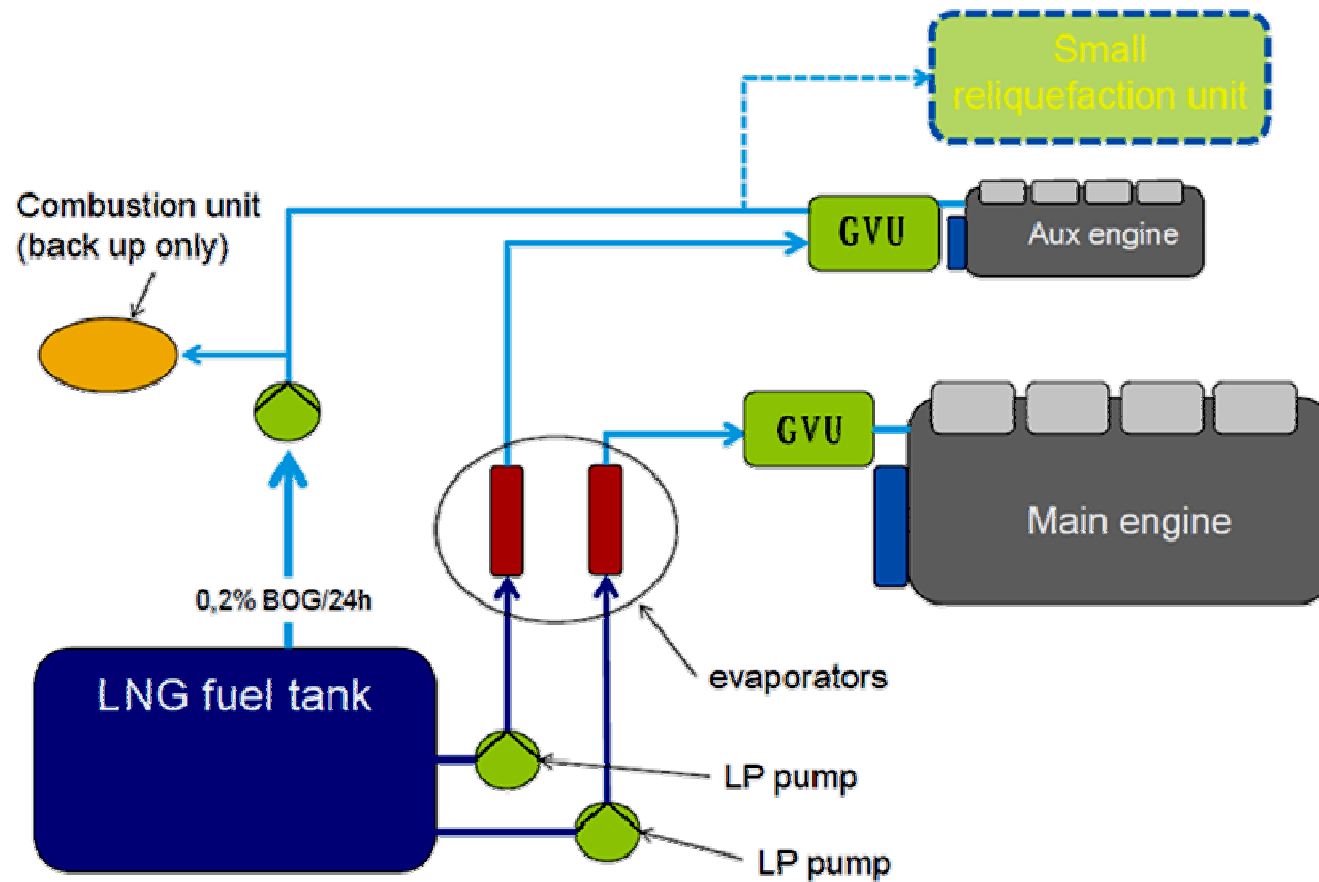 Small
reliquefaction unit
Combustion unit
(back up only)
GVU
Aux engine
GVU
Main engine
0,2% BOG/24h
evaporators
LNG fuel tank
LP pump
LP pump